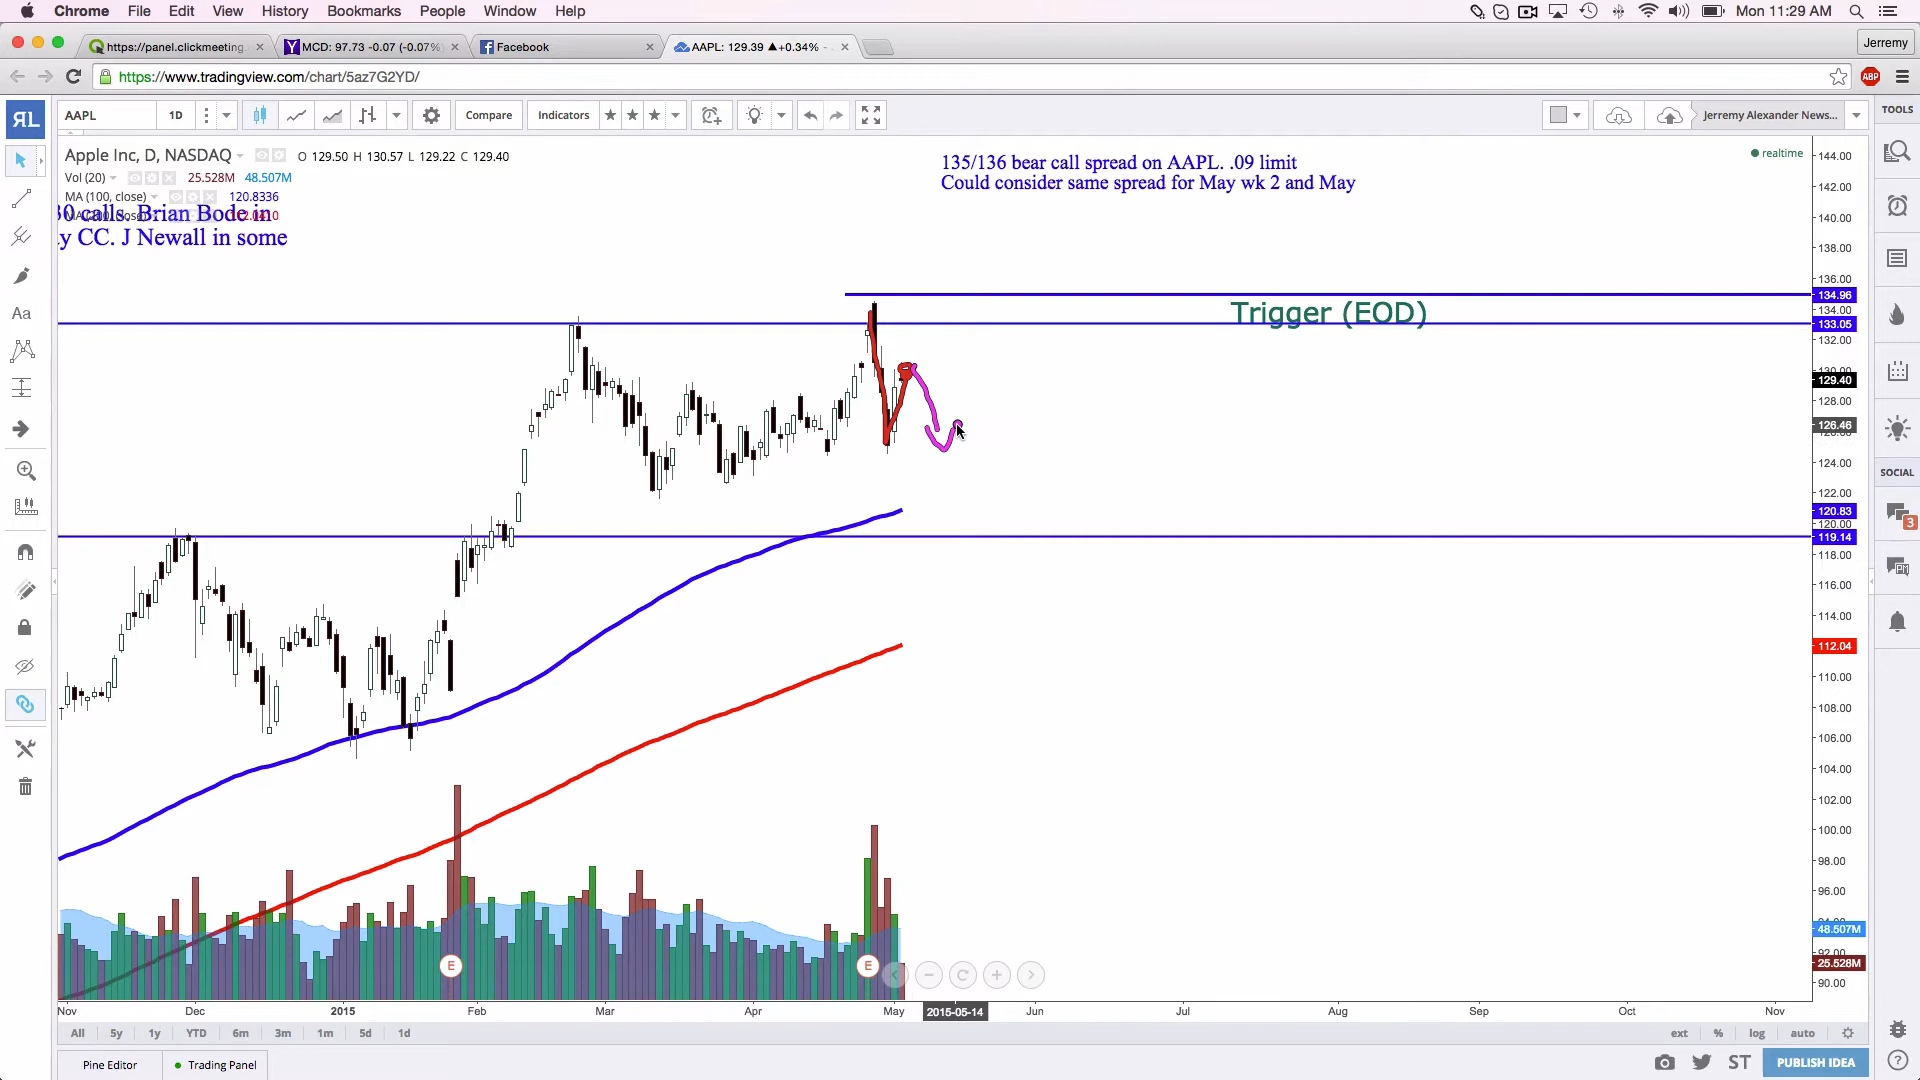 Chrome File Edit View History Bookmarks People Window Help Mon 11:29 AM
https://panel.clickmeeting. MCD: 97.73 -0.07 (-0.07% Facebook AAPL: 129.39 ▲+0.34% - Jeremy
https://www.tradingview.com/chart/5az7G2YD/ ABP
AAPL 1D Compare Indicators Jeremy Alexander News... TOOLS
Apple Inc, D, NASDAQ O 129.50 H 130.57 L 129.22 C 129.40
Vol (20) 25.528M 48.507M
MA (100, close) 120.8336
30 calls. Brian Bode in
y CC. J Newall in some
135/136 bear call spread on AAPL. .09 limit
Could consider same spread for May wk 2 and May
realtime
Trigger (EOD)
144.00
142.00
140.00
138.00
136.00
134.96
134.00
133.05
132.00
129.40
128.00
126.46
124.00
122.00
120.83
120.00
119.14
118.00
116.00
114.00
112.04
110.00
108.00
106.00
104.00
102.00
100.00
98.00
96.00
48.507M
92.00
25.528M
90.00
SOCIAL
3
PM
E E
Nov Dec 2015 Feb Mar Apr May 2015-05-14 Jun Jul Aug Sep Oct Nov
All 5y 1y YTD 6m 3m 1m 5d 1d ext % log auto
Pine Editor Trading Panel ST PUBLISH IDEA